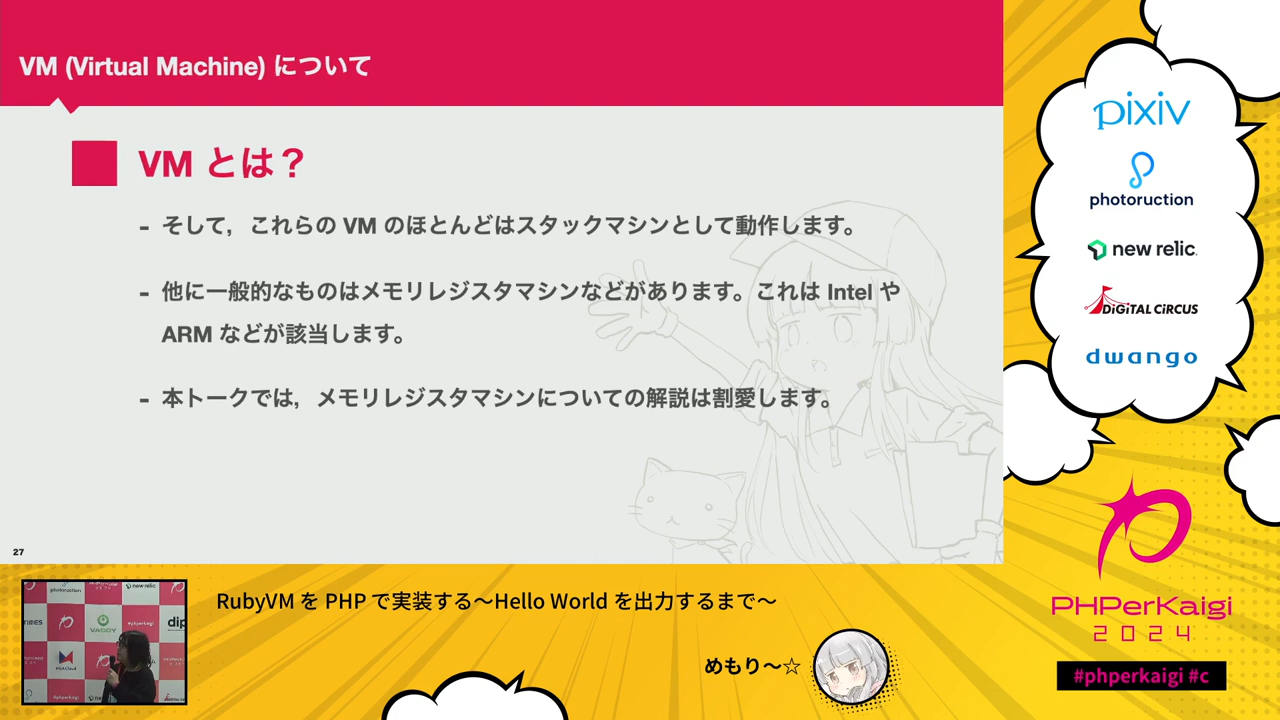 VM (Virtual Machine) について
VM とは？
- そして，これらの VM のほとんどはスタックマシンとして動作します。
- 他に一般的なものはメモリレジスタマシンなどがあります。これは Intel や
ARM などが該当します。
- 本トークでは，メモリレジスタマシンについての解説は割愛します。
27
pixiv
photoruction
new relic
DiGiTAL CiRCUS
dwango
PHPerKaigi
2024
#phperkaigi #c
RubyVM を PHP で実装する〜Hello World を出力するまで〜
めもり〜☆
photoruction
new relic
VADDY
dip
#phperkaigi